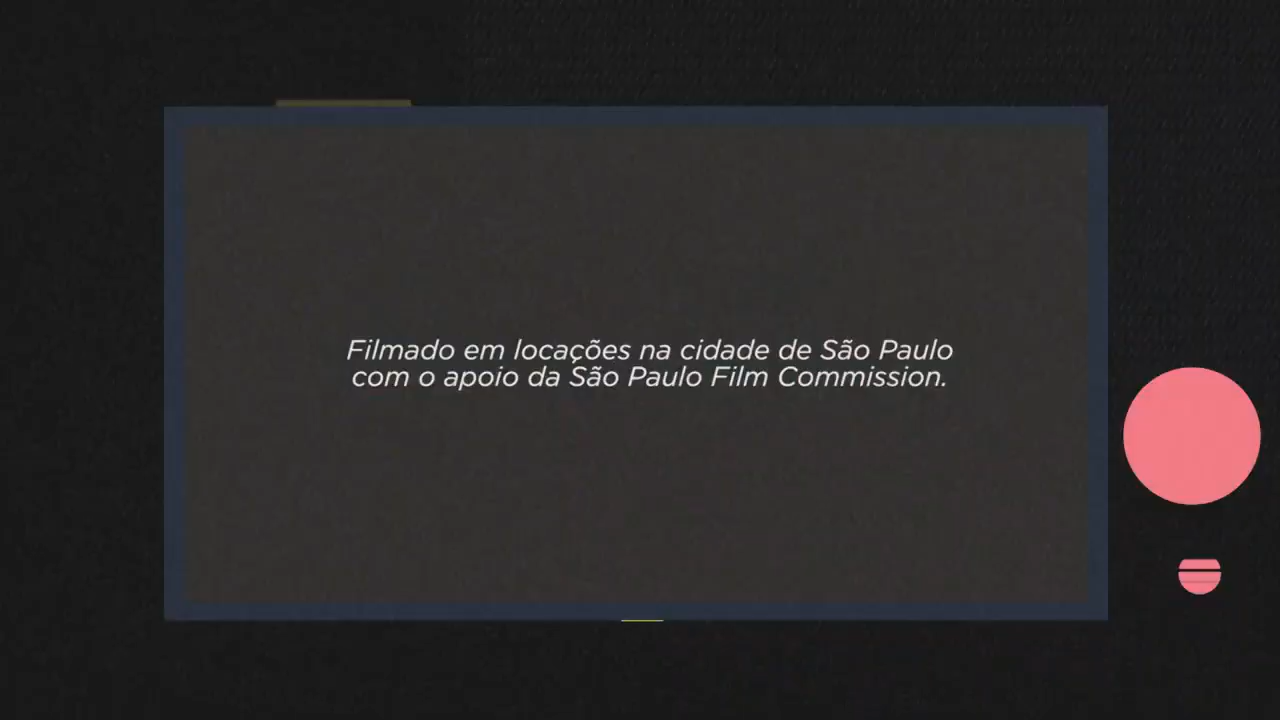 Filmado em locações na cidade de São Paulo
com o apoio da São Paulo Film Commission.